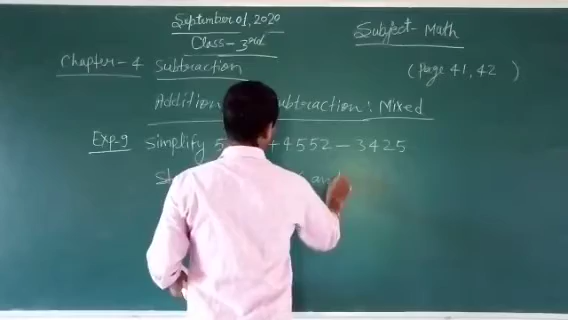 September 01, 2020
Subject - Math
Class - 3rd
Chapter - 4 Subtraction
(Page 41, 42 )
Addition Subtraction : Mixed
Exp-9 Simplify 5 + 4552 - 3425